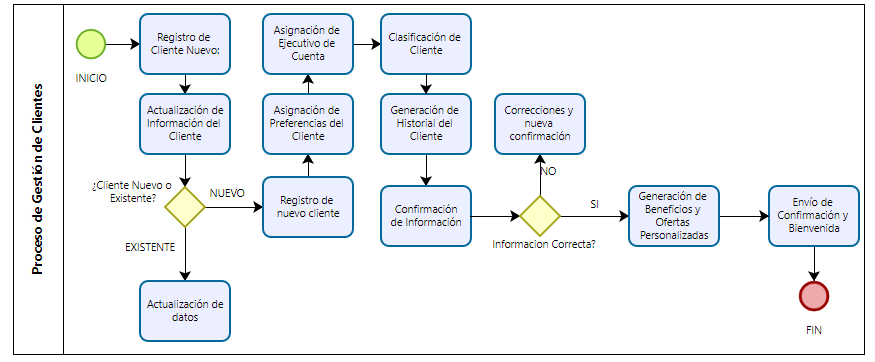 Proceso de Gestión de Clientes
INICIO
Registro de
Cliente Nuevo:
Actualización de
Información del
Cliente
¿Cliente Nuevo o
Existente?
NUEVO
EXISTENTE
Actualización de
datos
Registro de
nuevo cliente
Asignación de
Preferencias del
Cliente
Asignación de
Ejecutivo de
Cuenta
Clasificación de
Cliente
Generación de
Historial del
Cliente
Confirmación
de Información
Informacion Correcta?
NO
Correcciones y
nueva
confirmación
SI
Generación de
Beneficios y
Ofertas
Personalizadas
Envío de
Confirmación y
Bienvenida
FIN